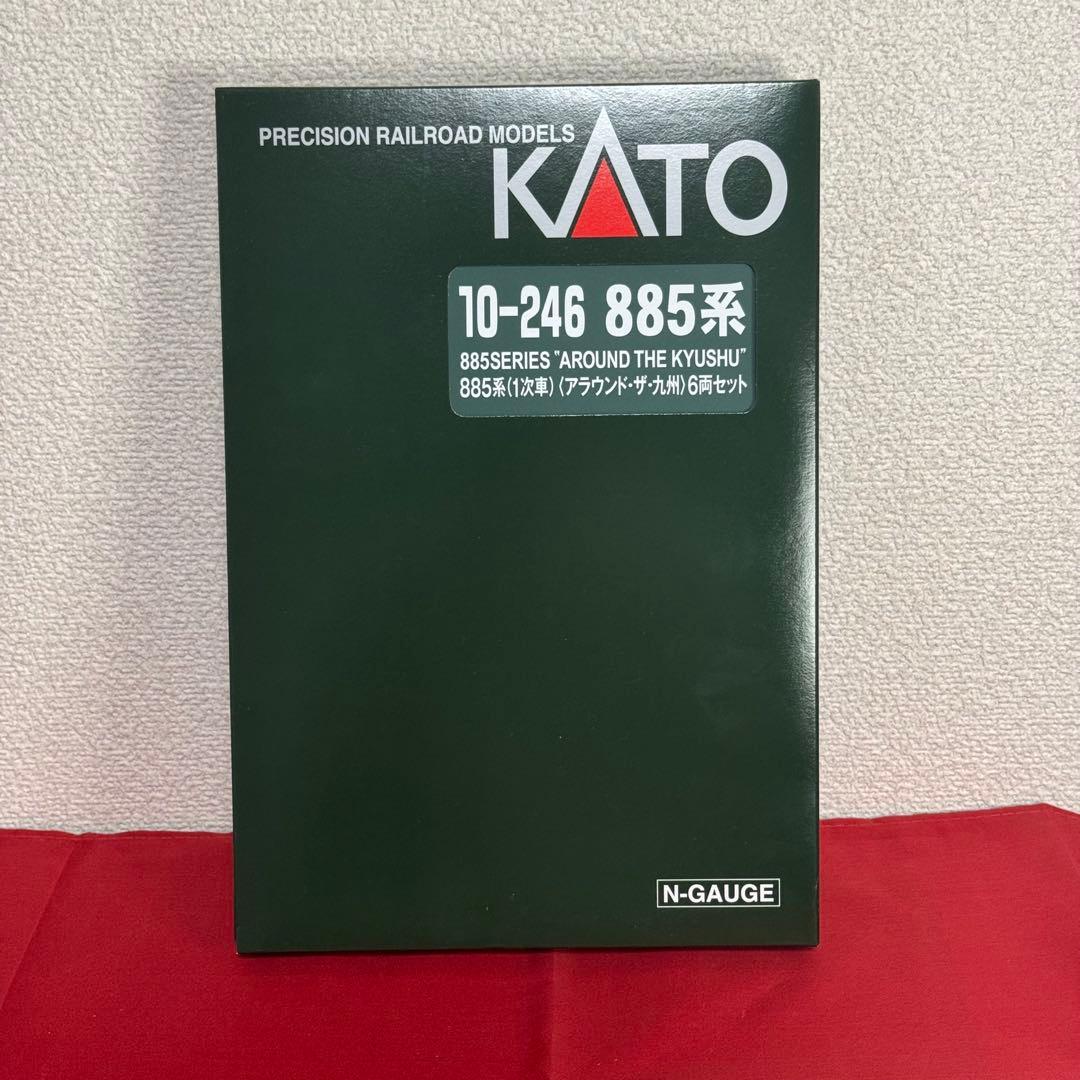 PRECISION RAILROAD MODELS
KATO
10-246 885系
885SERIES "AROUND THE KYUSHU"
885系(1次車)〈アラウンド・ザ・九州〉6両セット
N-GAUGE